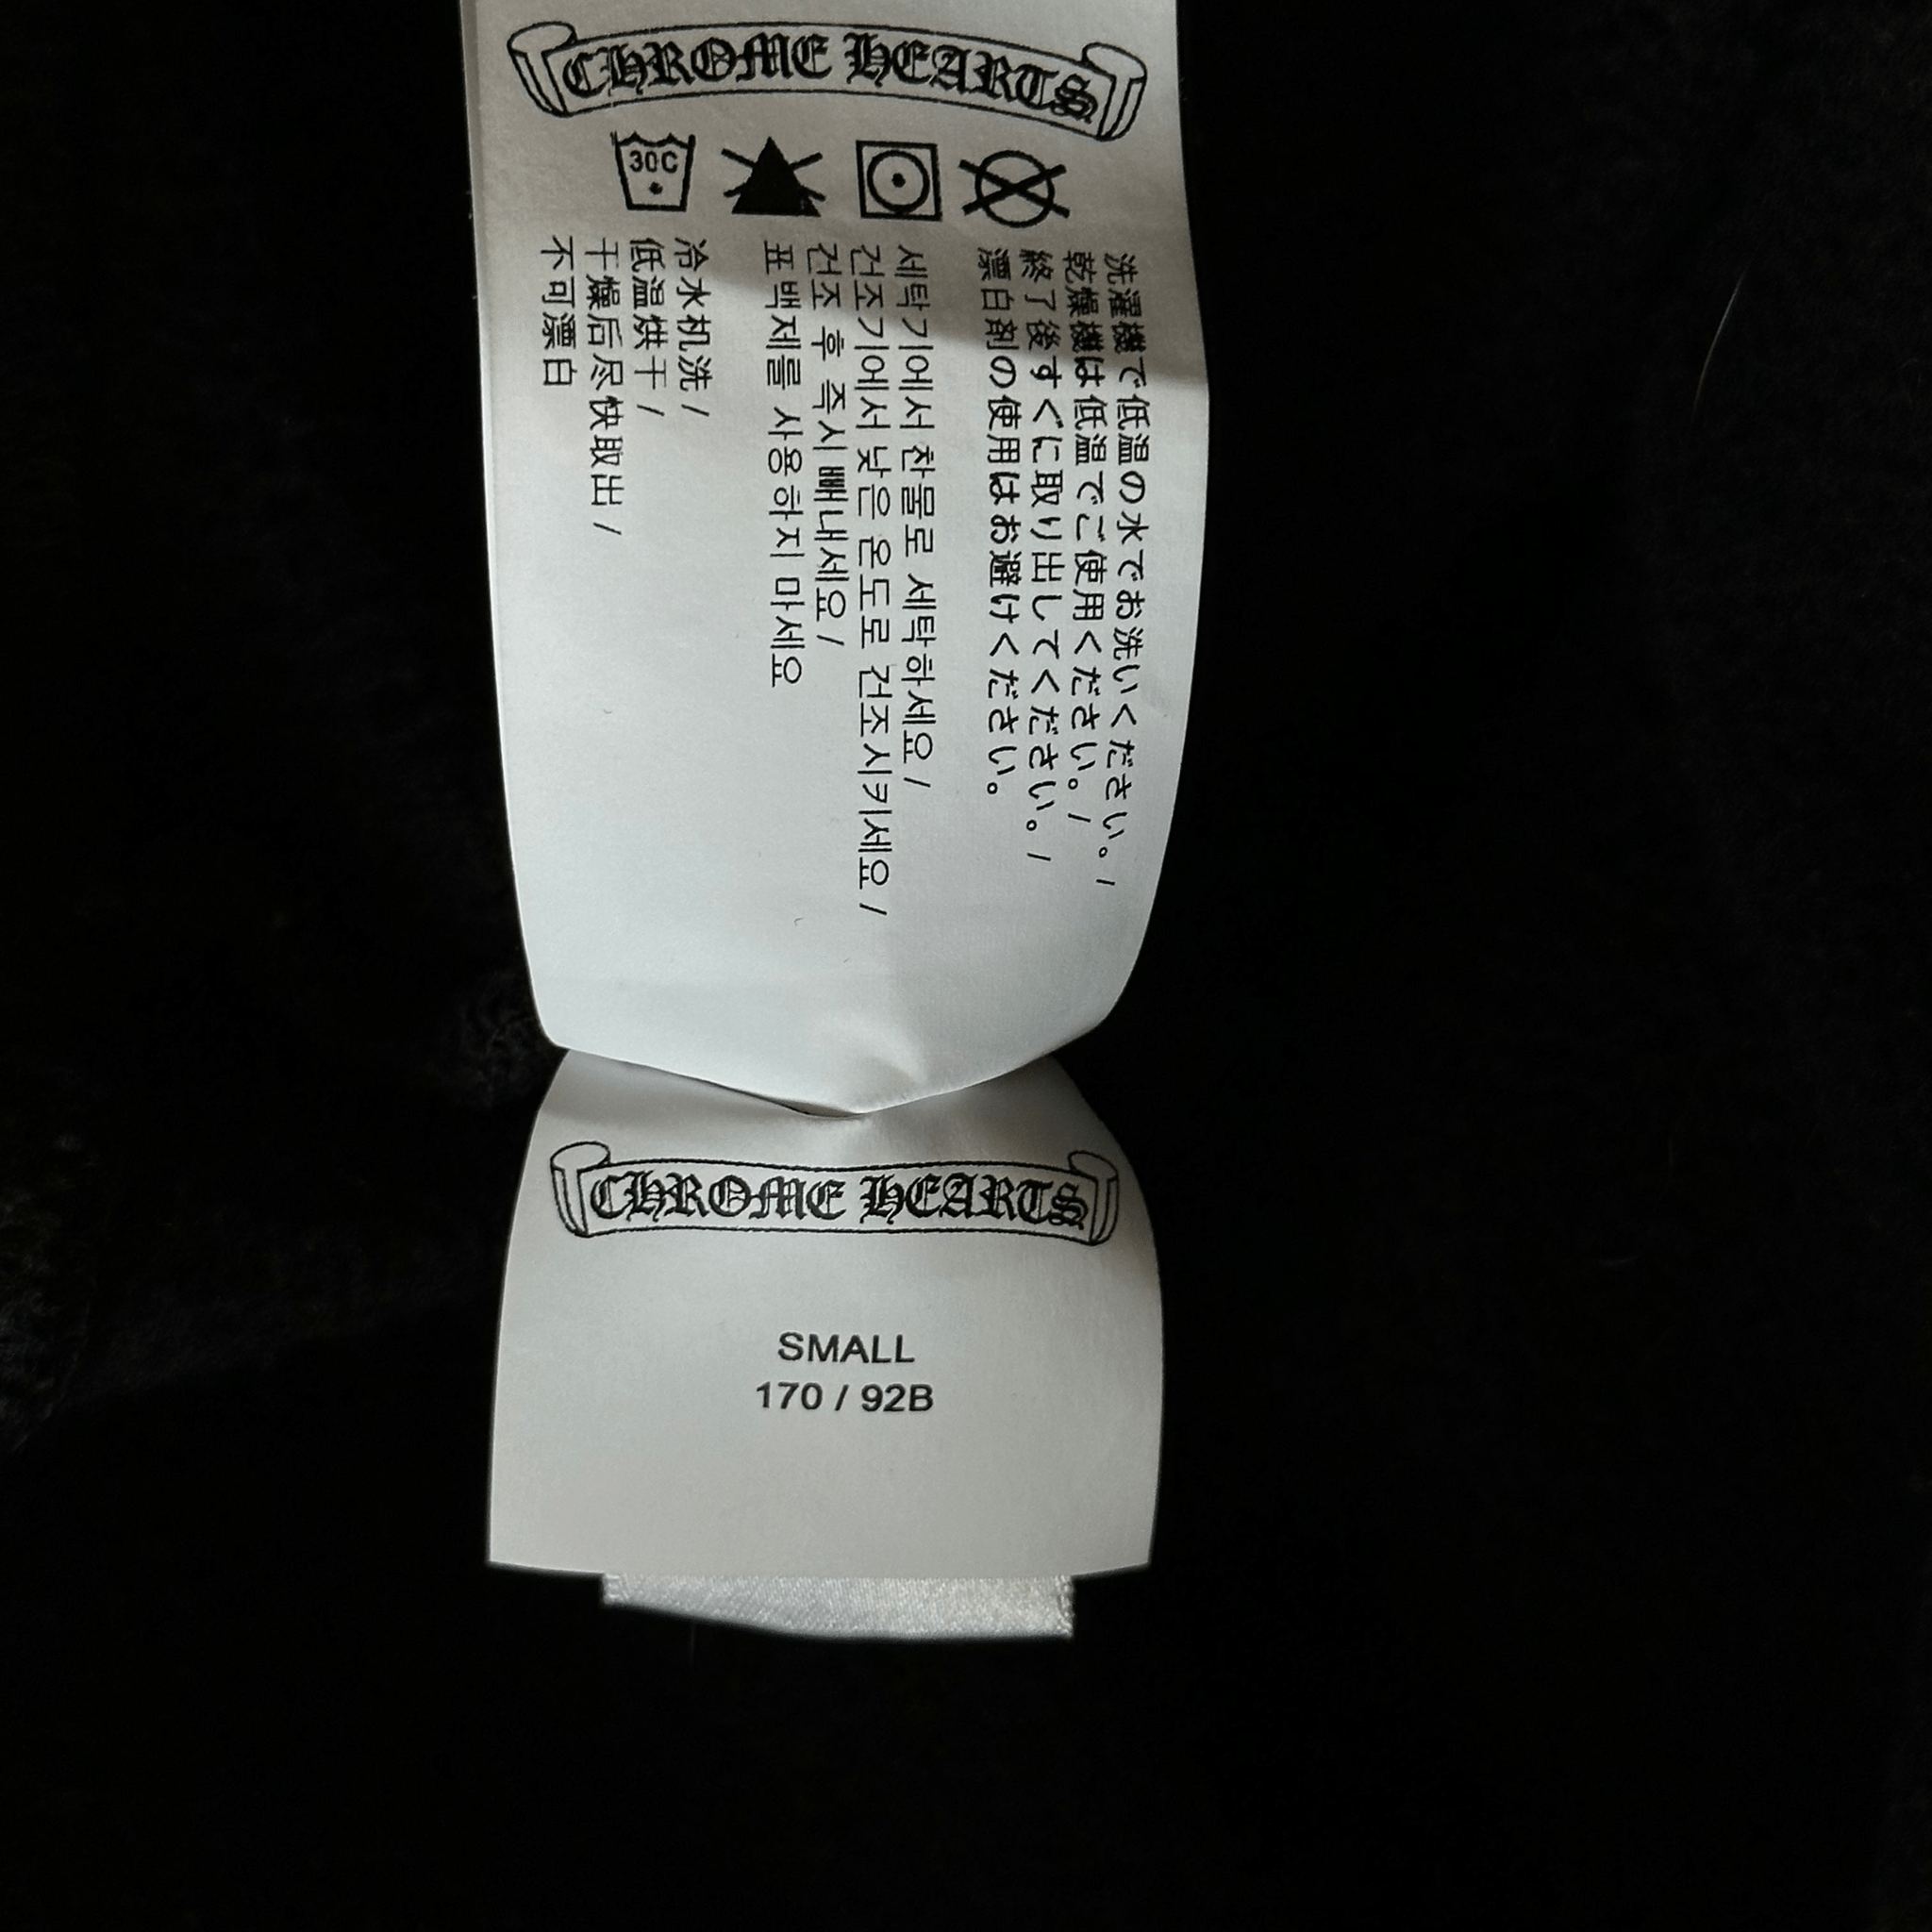 CHROME HEARTS
30C
洗濯機で低温の水でお洗いください。/
乾燥機は低温でご使用ください。/
終了後すぐに取り出してください。/
漂白剤の使用はお避けください。
세탁기에서 찬물로 세탁하세요 /
건조기에서 낮은 온도로 건조시키세요 /
건조 후 즉시 빼내세요 /
표백제를 사용하지 마세요
冷水机洗 /
低温烘干 /
干燥后尽快取出 /
不可漂白
CHROME HEARTS
SMALL
170 / 92B